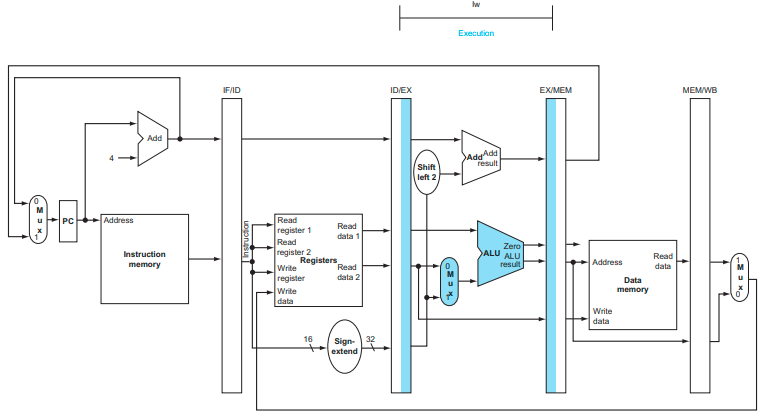 lw
Execution
IF/ID
ID/EX
EX/MEM
MEM/WB
Add
4
Add
Add
result
Shift
left 2
0
M
u
x
1
PC
Address
Instruction
memory
Instruction
Read
register 1
Read
register 2
Write
register
Write
data
Registers
Read
data 1
Read
data 2
16
Sign-
extend
32
0
M
u
x
1
ALU
Zero
ALU
result
Address
Read
data
Data
memory
Write
data
1
M
u
x
0